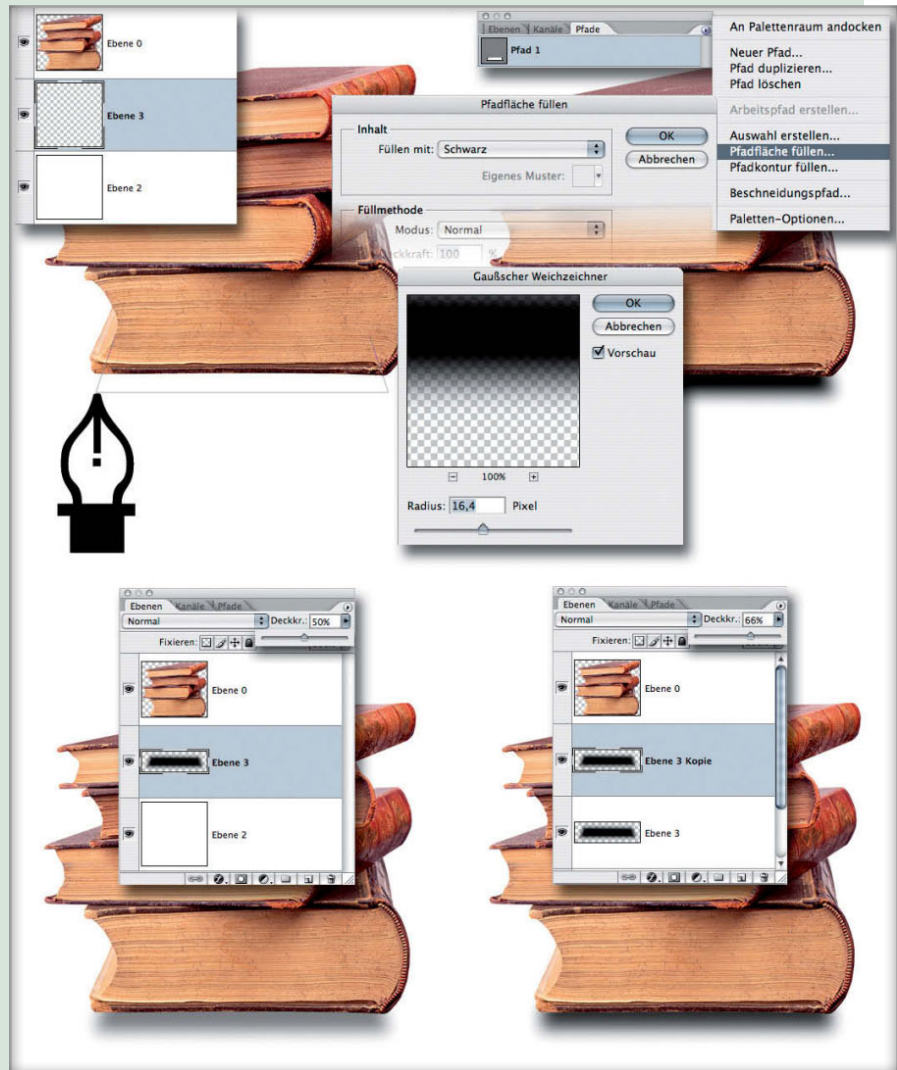 Ebene 0
Ebene 3
Ebene 2
Ebenen Kanäle Pfade
Pfad 1
An Palettenraum andocken
Neuer Pfad...
Pfad duplizieren...
Pfad löschen
Arbeitspfad erstellen...
Auswahl erstellen...
Pfadfläche füllen...
Pfadkontur füllen...
Beschneidungspfad...
Paletten-Optionen...
Pfadfläche füllen
Inhalt
Füllen mit: Schwarz
Eigenes Muster:
OK
Abbrechen
Füllmethode
Modus: Normal
100 %
Gaußscher Weichzeichner
OK
Abbrechen
Vorschau
100%
Radius: 16,4 Pixel
Ebenen Kanäle Pfade
Normal Deckkr.: 50%
Fixieren:
Ebene 0
Ebene 3
Ebene 2
Ebenen Kanäle Pfade
Normal Deckkr.: 66%
Fixieren:
Ebene 0
Ebene 3 Kopie
Ebene 3